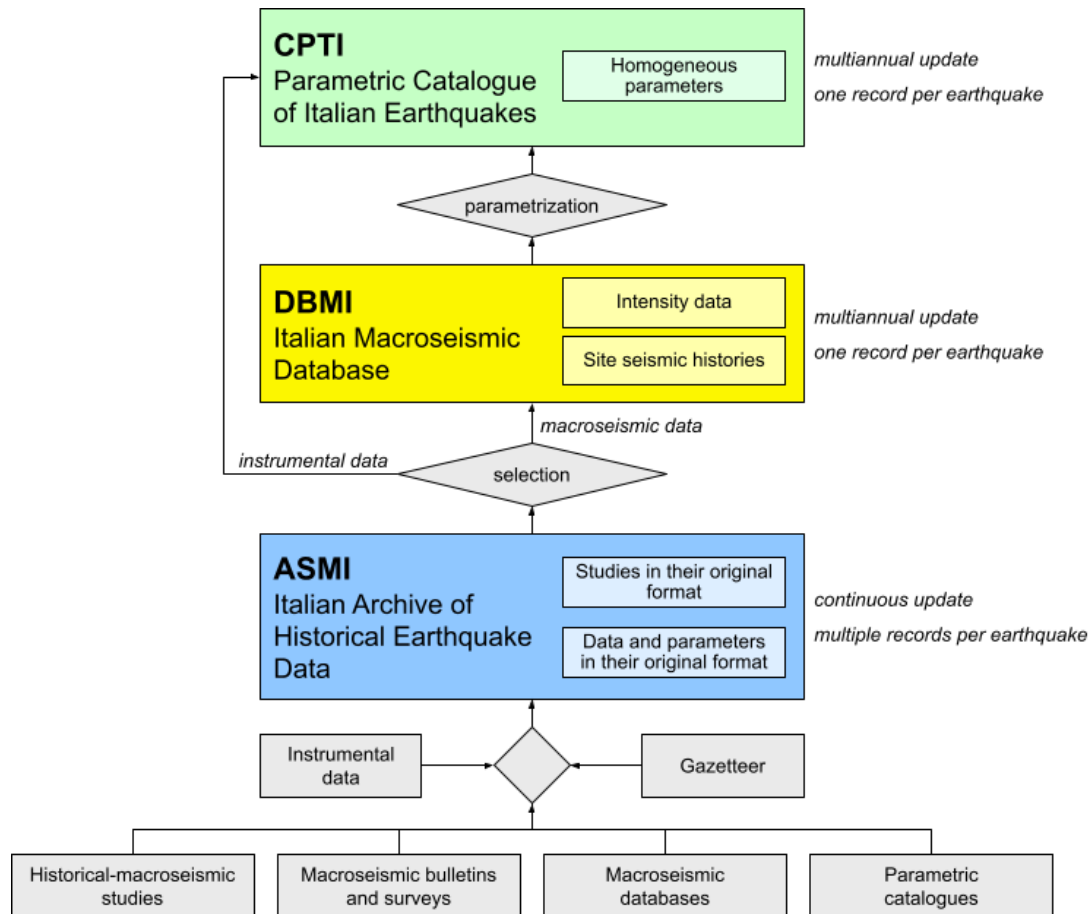 CPTI
Parametric Catalogue
of Italian Earthquakes
Homogeneous
parameters
multiannual update
one record per earthquake
parametrization
DBMI
Italian Macroseismic
Database
Intensity data
Site seismic histories
multiannual update
one record per earthquake
macroseismic data
instrumental data
selection
ASMI
Italian Archive of
Historical Earthquake
Data
Studies in their original
format
Data and parameters
in their original format
continuous update
multiple records per earthquake
Instrumental
data
Gazetteer
Historical-macroseismic
studies
Macroseismic bulletins
and surveys
Macroseismic
databases
Parametric
catalogues